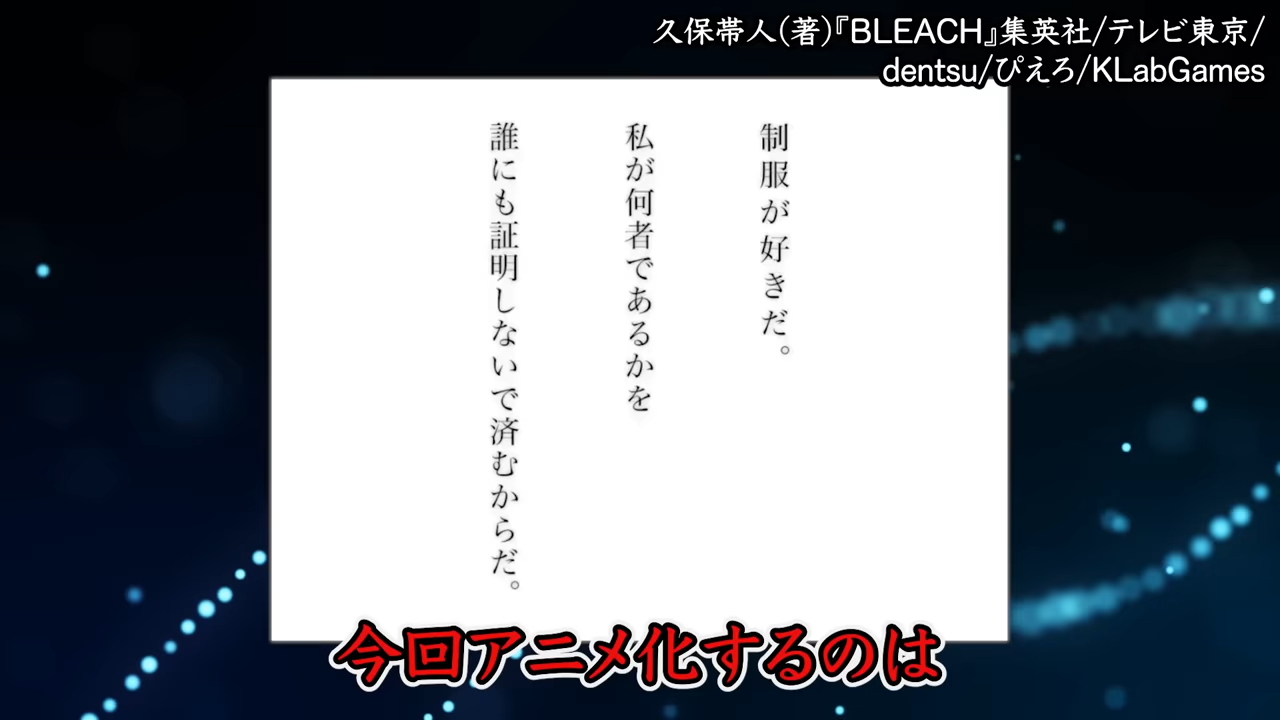 久保帯人(著)『BLEACH』集英社/テレビ東京/
dentsu/ぴえろ/KLabGames
制服が好きだ。
私が何者であるかを
誰にも証明しないで済むからだ。
今回アニメ化するのは